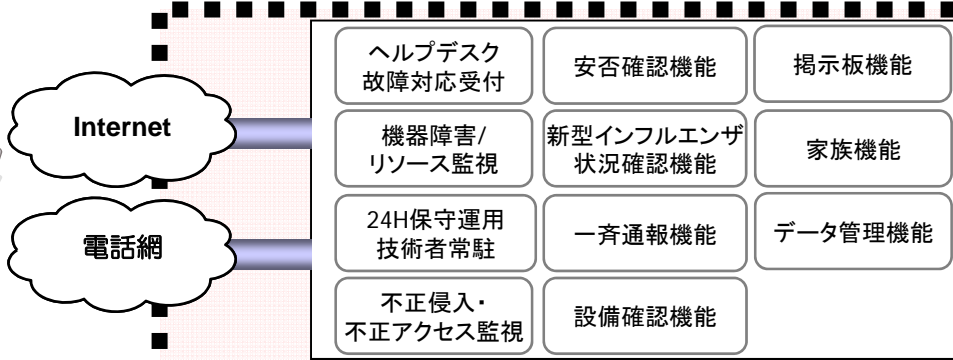 Internet
電話網
ヘルプデスク
故障対応受付
安否確認機能
掲示板機能
機器障害/
リソース監視
新型インフルエンザ
状況確認機能
家族機能
24H保守運用
技術者常駐
一斉通報機能
データ管理機能
不正侵入・
不正アクセス監視
設備確認機能